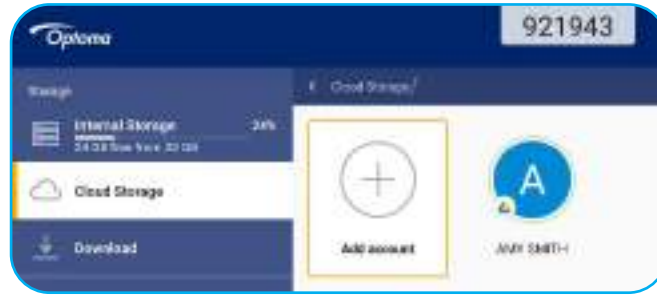 Optoma
921943
Storage
Cloud Storage/
Internal Storage 24%
Cloud Storage
Download
Add account
A
AMY SMITH